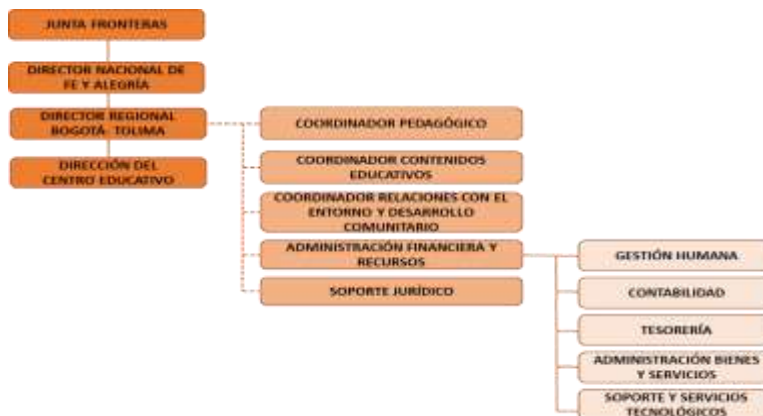 JUNTA FRONTERAS
DIRECTOR NACIONAL DE
FE Y ALEGRÍA
DIRECTOR REGIONAL
BOGOTÁ- TOLIMA
DIRECCIÓN DEL
CENTRO EDUCATIVO
COORDINADOR PEDAGÓGICO
COORDINADOR CONTENIDOS
EDUCATIVOS
COORDINADOR RELACIONES CON EL
ENTORNO Y DESARROLLO
COMUNITARIO
ADMINISTRACIÓN FINANCIERA Y
RECURSOS
SOPORTE JURÍDICO
GESTIÓN HUMANA
CONTABILIDAD
TESORERÍA
ADMINISTRACIÓN BIENES
Y SERVICIOS
SOPORTE Y SERVICIOS
TECNOLÓGICOS